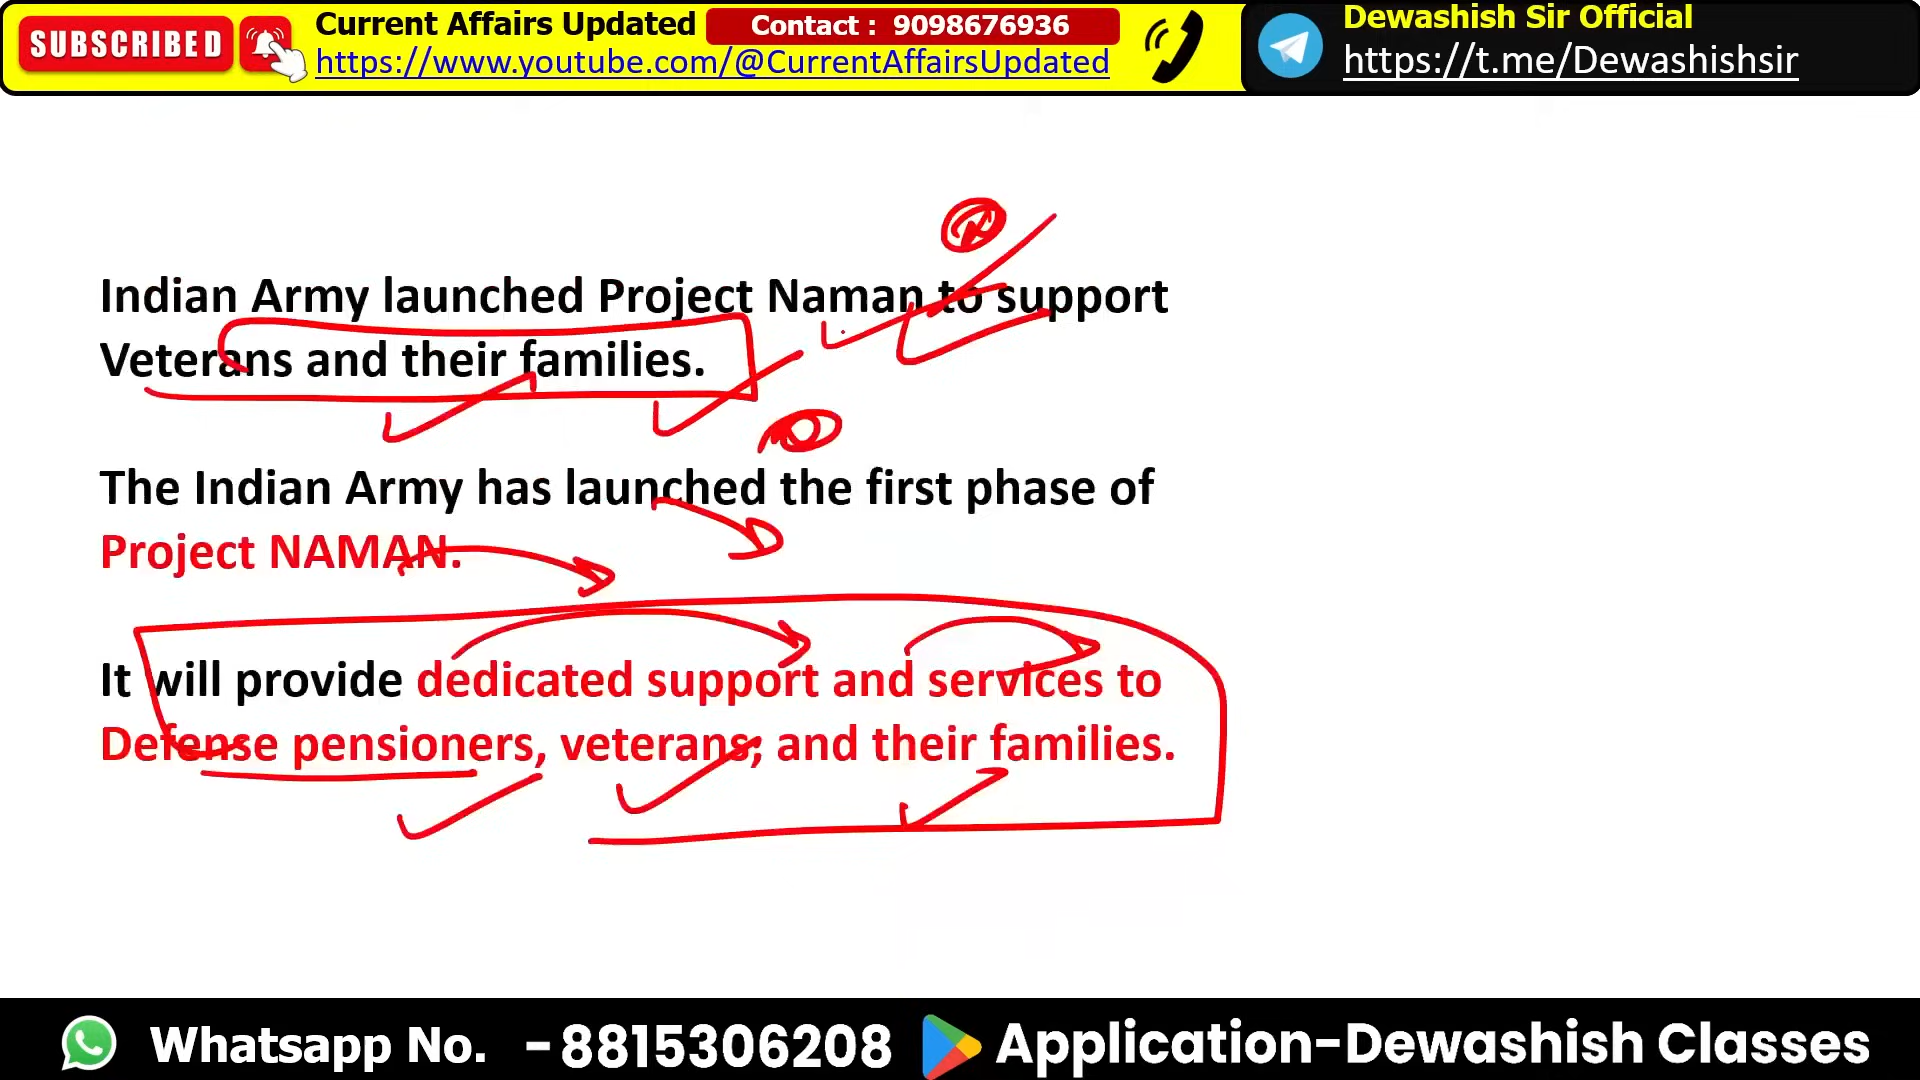 SUBSCRIBED
Current Affairs Updated
Contact : 9098676936
https://www.youtube.com/@CurrentAffairsUpdated
Dewashish Sir Official
https://t.me/Dewashishsir
Indian Army launched Project Naman to support
Veterans and their families.
The Indian Army has launched the first phase of
Project NAMAN.
It will provide dedicated support and services to
Defense pensioners, veterans, and their families.
Whatsapp No. -8815306208
Application-Dewashish Classes